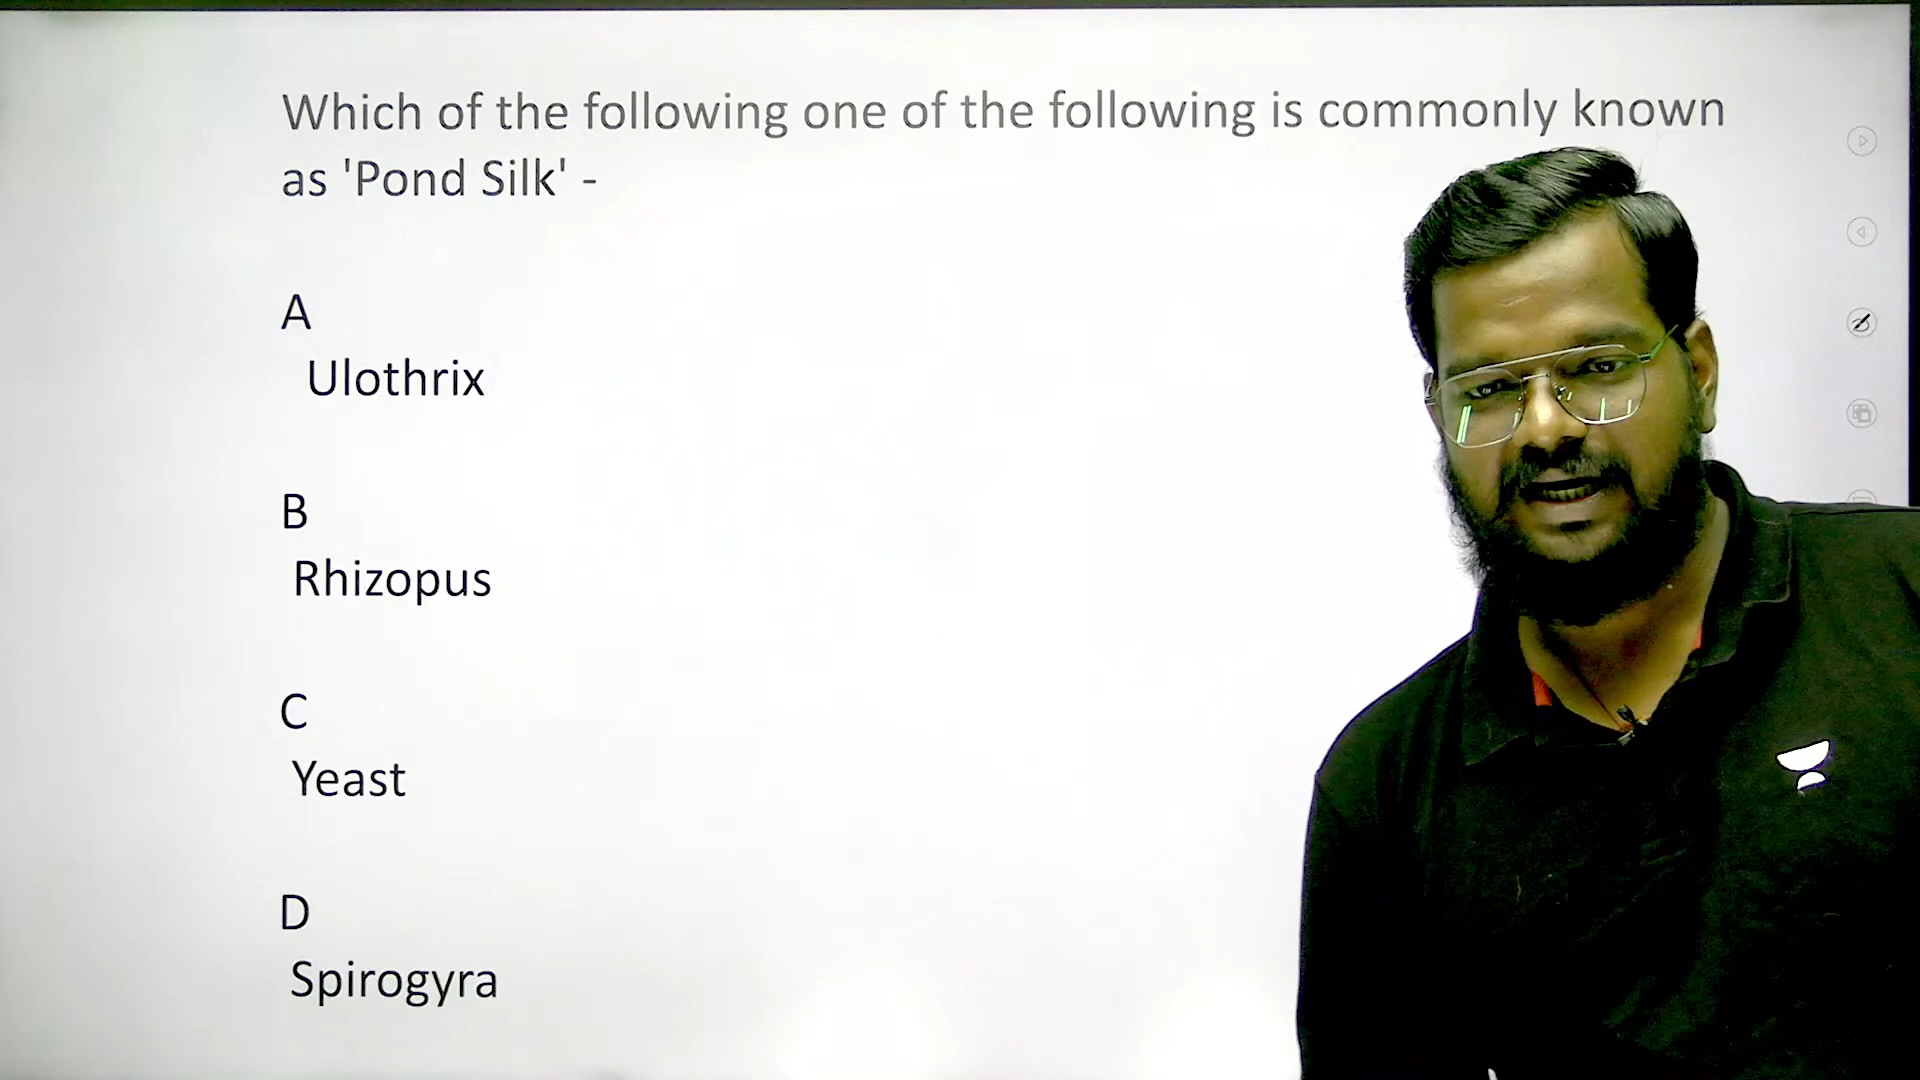 Which of the following one of the following is commonly known
as 'Pond Silk' -
A
Ulothrix
B
Rhizopus
C
Yeast
D
Spirogyra